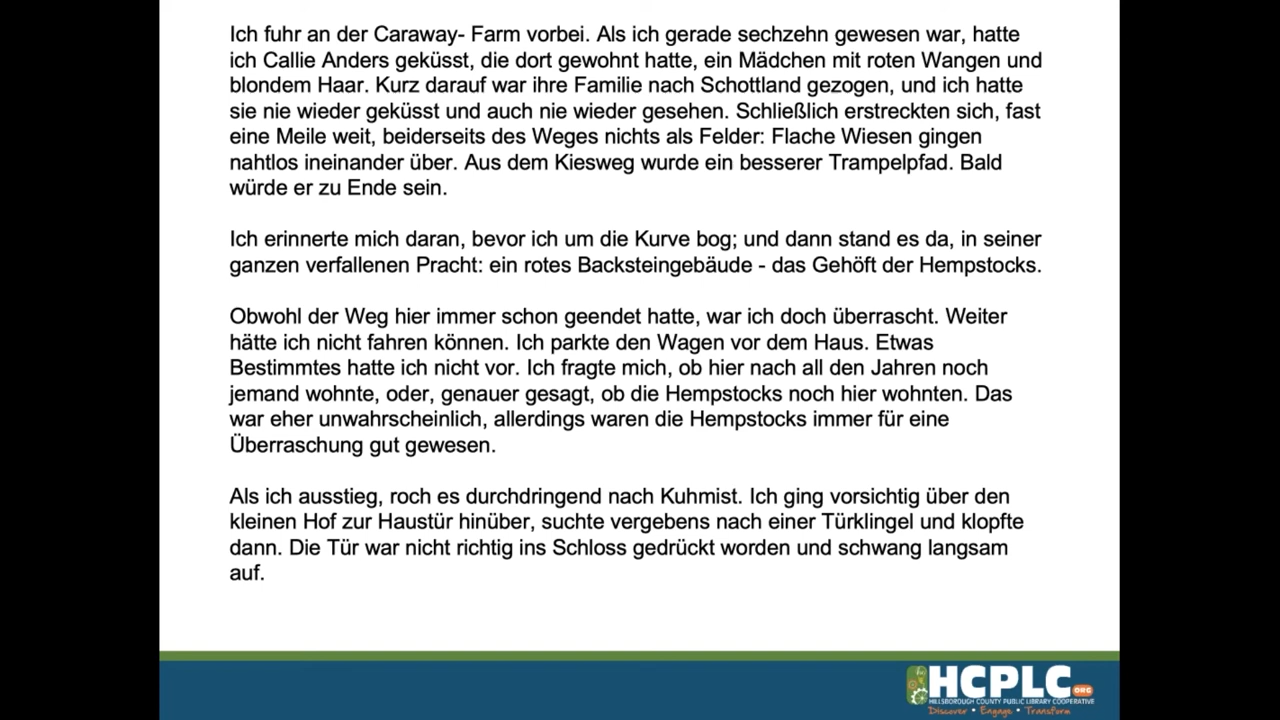 Ich fuhr an der Caraway- Farm vorbei. Als ich gerade sechzehn gewesen war, hatte
ich Callie Anders geküsst, die dort gewohnt hatte, ein Mädchen mit roten Wangen und
blondem Haar. Kurz darauf war ihre Familie nach Schottland gezogen, und ich hatte
sie nie wieder geküsst und auch nie wieder gesehen. Schließlich erstreckten sich, fast
eine Meile weit, beiderseits des Weges nichts als Felder: Flache Wiesen gingen
nahtlos ineinander über. Aus dem Kiesweg wurde ein besserer Trampelpfad. Bald
würde er zu Ende sein.
Ich erinnerte mich daran, bevor ich um die Kurve bog; und dann stand es da, in seiner
ganzen verfallenen Pracht: ein rotes Backsteingebäude - das Gehöft der Hempstocks.
Obwohl der Weg hier immer schon geendet hatte, war ich doch überrascht. Weiter
hätte ich nicht fahren können. Ich parkte den Wagen vor dem Haus. Etwas
Bestimmtes hatte ich nicht vor. Ich fragte mich, ob hier nach all den Jahren noch
jemand wohnte, oder, genauer gesagt, ob die Hempstocks noch hier wohnten. Das
war eher unwahrscheinlich, allerdings waren die Hempstocks immer für eine
Überraschung gut gewesen.
Als ich ausstieg, roch es durchdringend nach Kuhmist. Ich ging vorsichtig über den
kleinen Hof zur Haustür hinüber, suchte vergebens nach einer Türklingel und klopfte
dann. Die Tür war nicht richtig ins Schloss gedrückt worden und schwang langsam
auf.
HCPLC.ORG
HILLSBOROUGH COUNTY PUBLIC LIBRARY COOPERATIVE
Discover • Engage • Transform